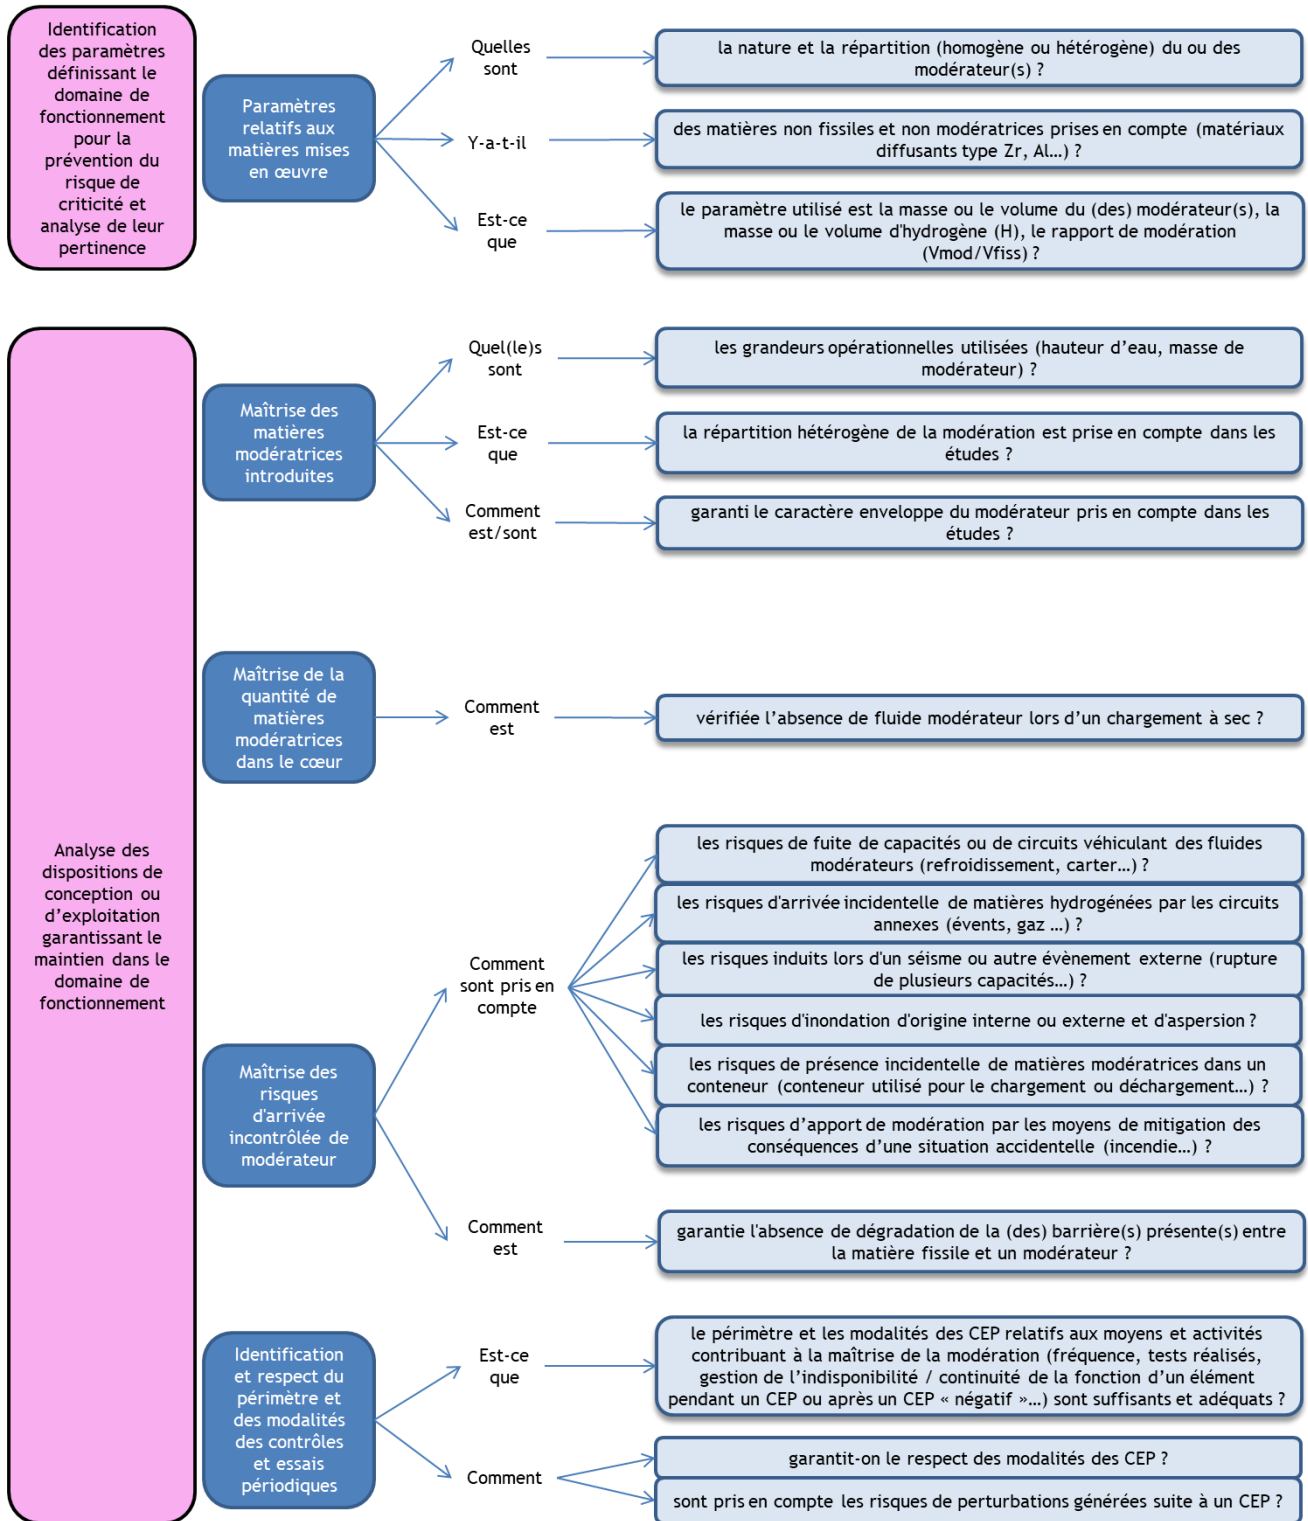 Identification
des paramètres
définissant le
domaine de
fonctionnement
pour la
prévention du
risque de
criticité et
analyse de leur
pertinence
Paramètres
relatifs aux
matières mises
en œuvre
Quelles
sont
la nature et la répartition (homogène ou hétérogène) du ou des
modérateur(s) ?
Y-a-t-il
des matières non fissiles et non modératrices prises en compte (matériaux
diffusants type Zr, Al…) ?
Est-ce
que
le paramètre utilisé est la masse ou le volume du (des) modérateur(s), la
masse ou le volume d'hydrogène (H), le rapport de modération
(Vmod/Vfiss) ?
Analyse des
dispositions de
conception ou
d’exploitation
garantissant le
maintien dans le
domaine de
fonctionnement
Maîtrise des
matières
modératrices
introduites
Quel(le)s
sont
les grandeurs opérationnelles utilisées (hauteur d’eau, masse de
modérateur) ?
Est-ce
que
la répartition hétérogène de la modération est prise en compte dans les
études ?
Comment
est/sont
garanti le caractère enveloppe du modérateur pris en compte dans les
études ?
Maîtrise de la
quantité de
matières
modératrices
dans le cœur
Comment
est
vérifiée l’absence de fluide modérateur lors d’un chargement à sec ?
Maîtrise des
risques
d'arrivée
incontrôlée de
modérateur
Comment
sont pris en
compte
les risques de fuite de capacités ou de circuits véhiculant des fluides
modérateurs (refroidissement, carter…) ?
les risques d'arrivée incidentelle de matières hydrogénées par les circuits
annexes (évents, gaz …) ?
les risques induits lors d'un séisme ou autre évènement externe (rupture
de plusieurs capacités…) ?
les risques d'inondation d'origine interne ou externe et d'aspersion ?
les risques de présence incidentelle de matières modératrices dans un
conteneur (conteneur utilisé pour le chargement ou déchargement…) ?
les risques d’apport de modération par les moyens de mitigation des
conséquences d’une situation accidentelle (incendie…) ?
Comment
est
garantie l'absence de dégradation de la (des) barrière(s) présente(s) entre
la matière fissile et un modérateur ?
Identification
et respect du
périmètre et
des modalités
des contrôles
et essais
périodiques
Est-ce
que
le périmètre et les modalités des CEP relatifs aux moyens et activités
contribuant à la maîtrise de la modération (fréquence, tests réalisés,
gestion de l’indisponibilité / continuité de la fonction d’un élément
pendant un CEP ou après un CEP « négatif »…) sont suffisants et adéquats ?
Comment
garantit-on le respect des modalités des CEP ?
sont pris en compte les risques de perturbations générées suite à un CEP ?